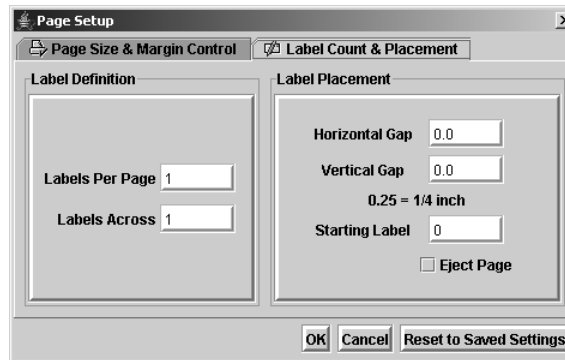 Page Setup
Page Size & Margin Control
Label Count & Placement
Label Definition
Labels Per Page 1
Labels Across 1
Label Placement
Horizontal Gap 0.0
Vertical Gap 0.0
0.25 = 1/4 inch
Starting Label 0
Eject Page
OK Cancel Reset to Saved Settings